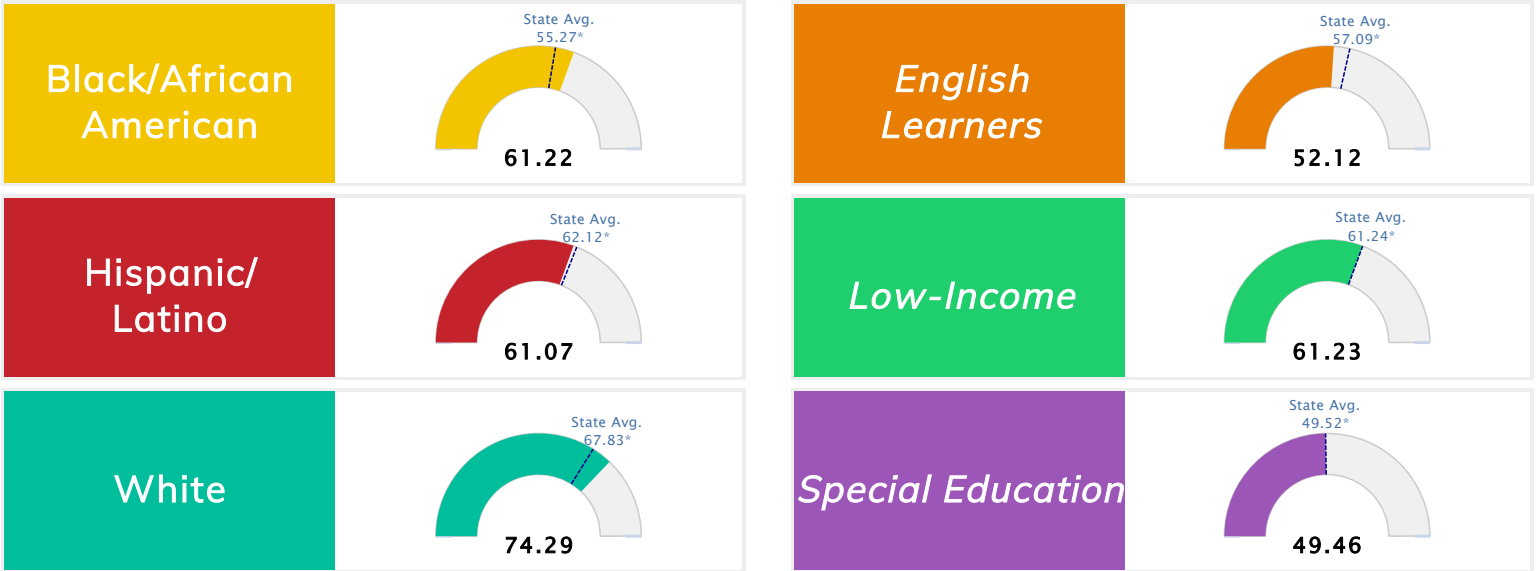 Black/African
American
State Avg.
55.27*
61.22
English
Learners
State Avg.
57.09*
52.12
Hispanic/
Latino
State Avg.
62.12*
61.07
Low-Income
State Avg.
61.24*
61.23
White
State Avg.
67.83*
74.29
Special Education
State Avg.
49.52*
49.46